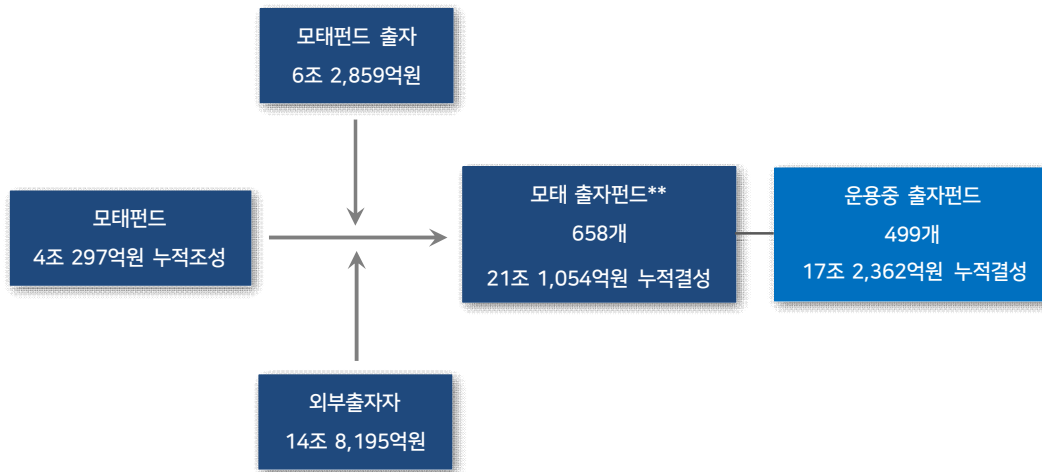 모태펀드 출자
6조 2,859억원
모태펀드
4조 297억원 누적조성
모태 출자펀드**
658개
21조 1,054억원 누적결성
운용중 출자펀드
499개
17조 2,362억원 누적결성
외부출자자
14조 8,195억원